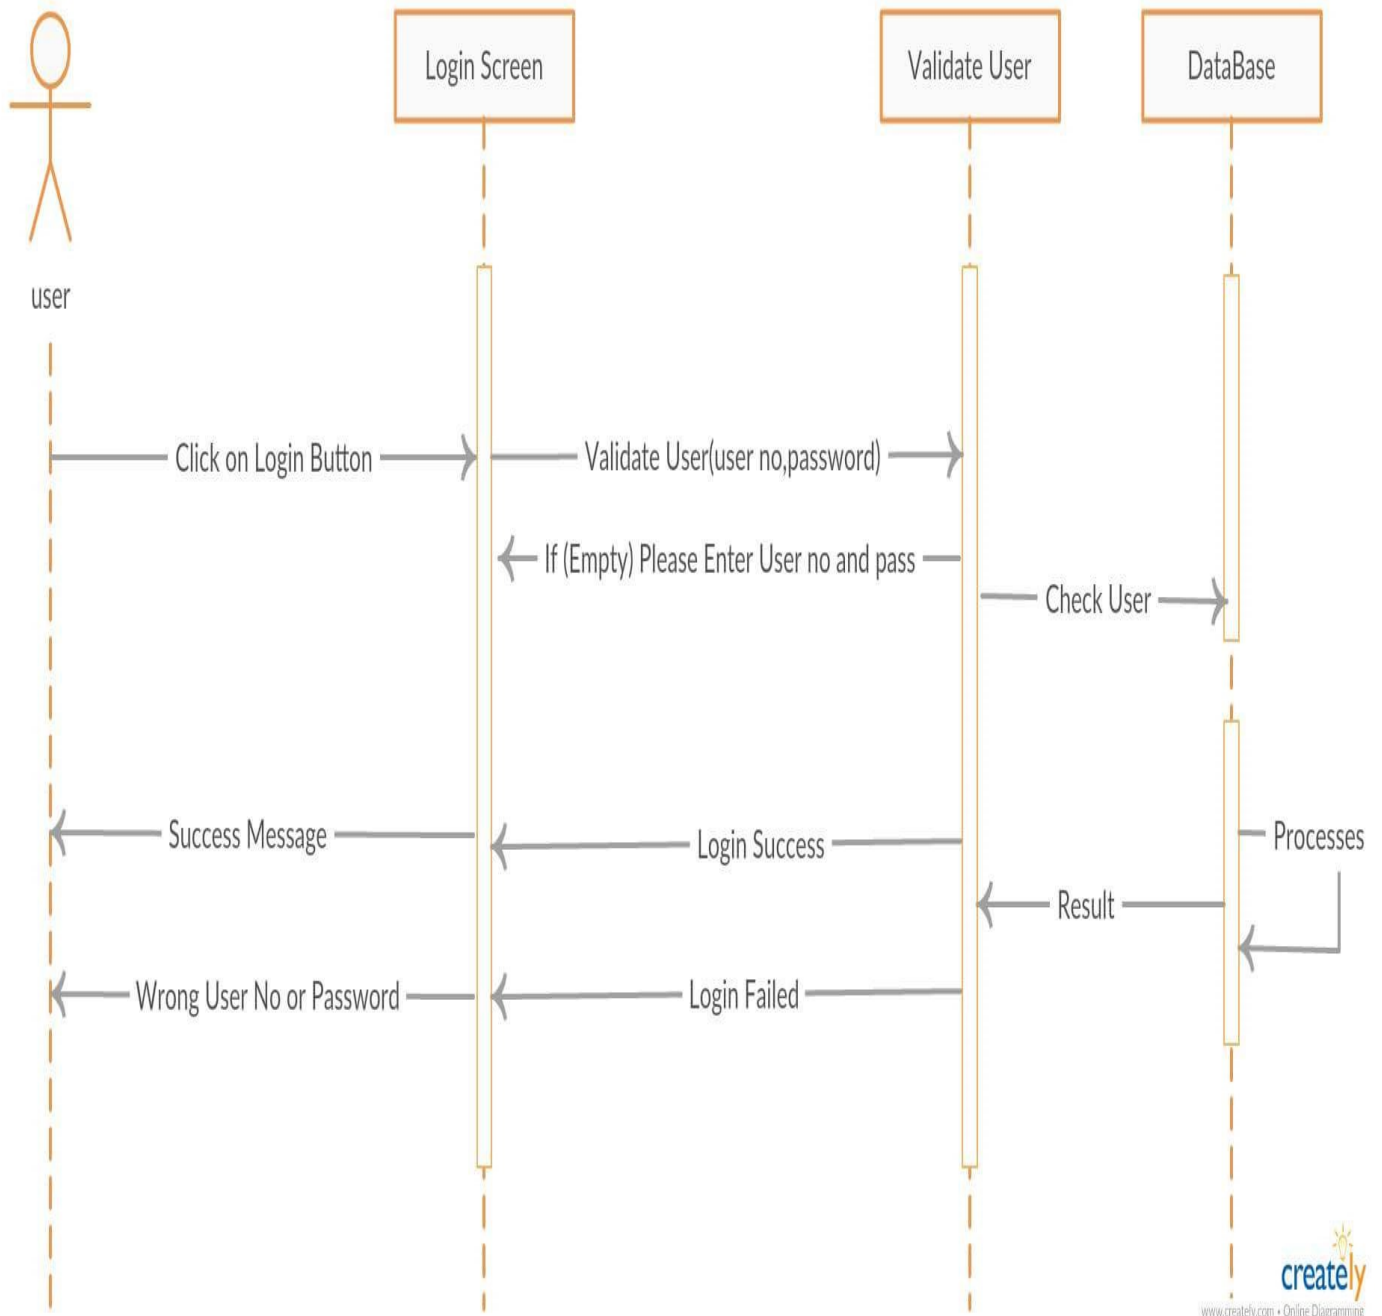 Login Screen
Validate User
DataBase
user
Click on Login Button
Validate User(user no,password)
If (Empty) Please Enter User no and pass
Check User
Success Message
Login Success
Processes
Result
Wrong User No or Password
Login Failed
creately
www.creately.com • Online Diagramming